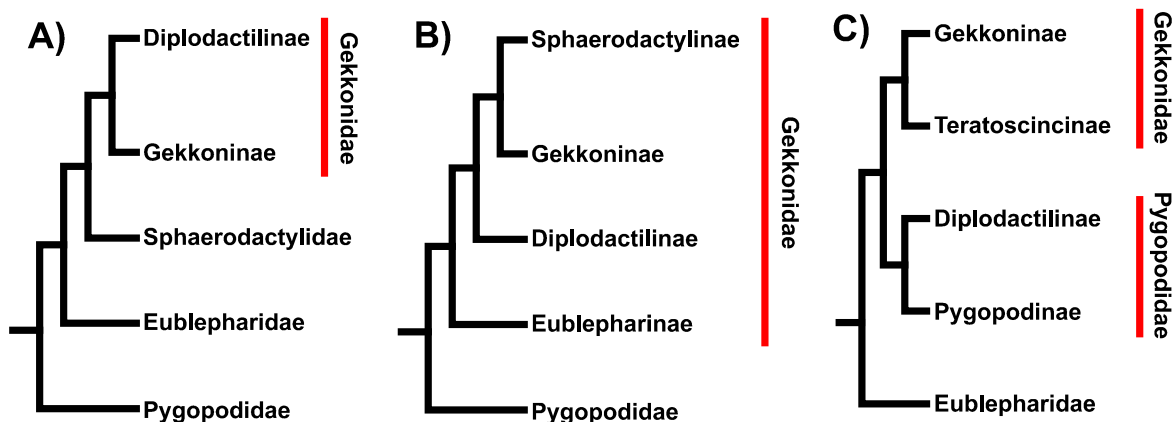 A)
Diplodactilinae
Gekkoninae
Sphaerodactylidae
Eublepharidae
Pygopodidae
Gekkonidae
B)
Sphaerodactylinae
Gekkoninae
Diplodactilinae
Eublepharinae
Pygopodidae
Gekkonidae
C)
Gekkoninae
Teratoscincinae
Diplodactilinae
Pygopodinae
Eublepharidae
Gekkonidae
Pygopodidae